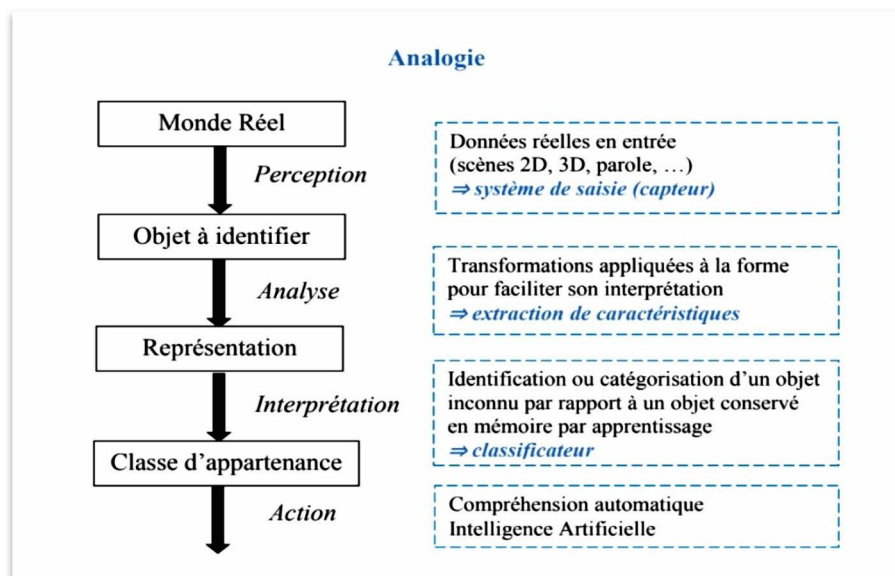 Analogie
Monde Réel
Perception
Données réelles en entrée
(scènes 2D, 3D, parole, …)
⇒ système de saisie (capteur)
Objet à identifier
Analyse
Transformations appliquées à la forme
pour faciliter son interprétation
⇒ extraction de caractéristiques
Représentation
Interprétation
Identification ou catégorisation d’un objet
inconnu par rapport à un objet conservé
en mémoire par apprentissage
⇒ classificateur
Classe d’appartenance
Action
Compréhension automatique
Intelligence Artificielle